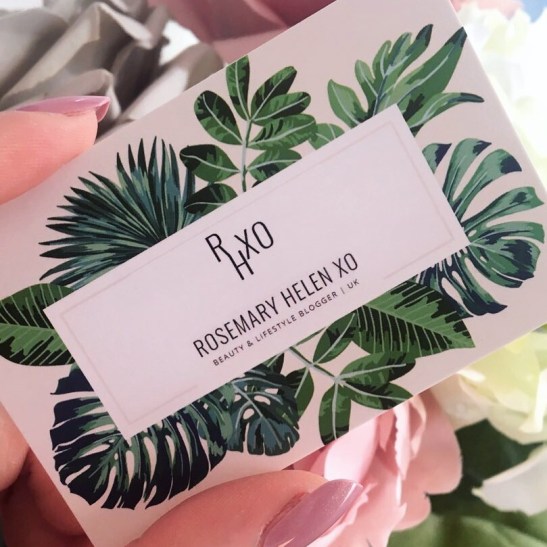 RHXO
ROSEMARY HELEN XO
BEAUTY & LIFESTYLE BLOGGER | UK